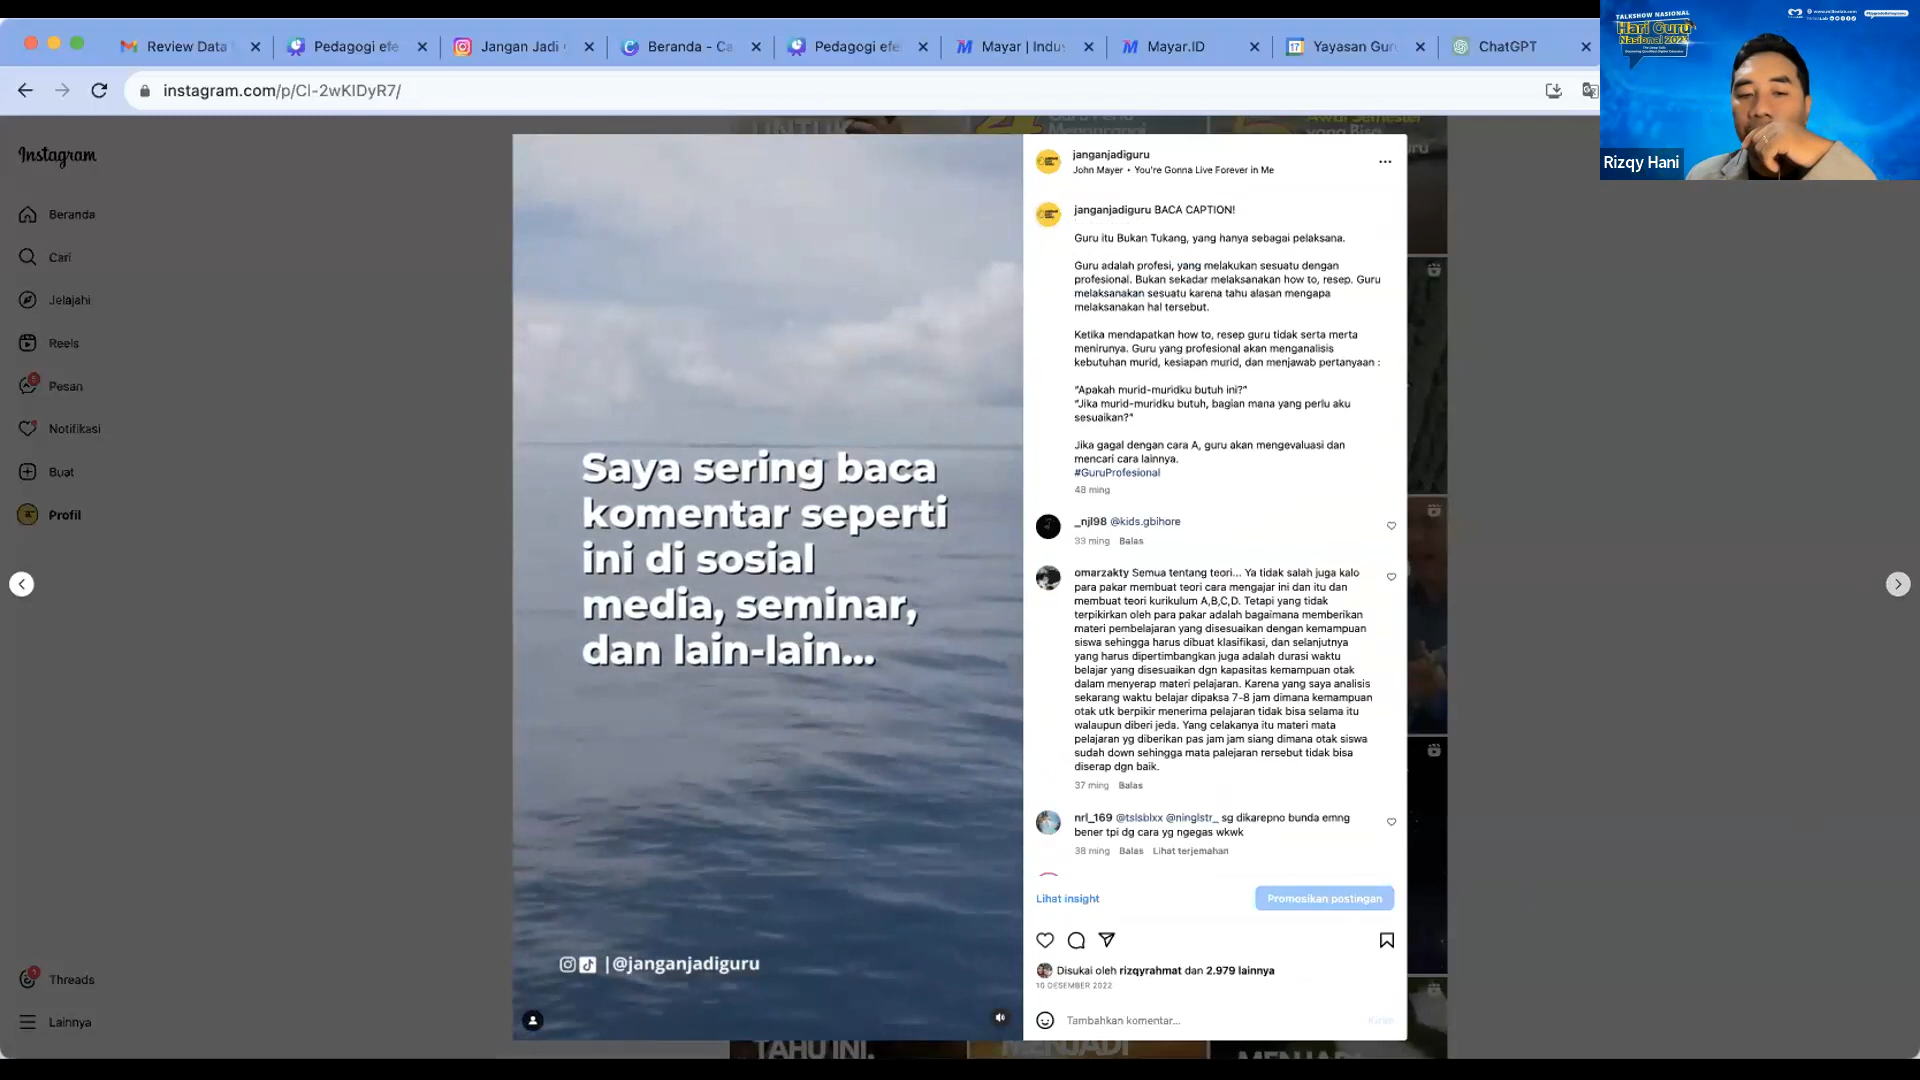 Review Data
Pedagogi efe
Jangan Jadi
Beranda - Ca
Pedagogi efe
Mayar | Indu
Mayar.ID
Yayasan Gur
ChatGPT
instagram.com/p/Cl-2wKIDyR7/
TALKSHOW NASIONAL
Hari Guru
Nasional 2023
Rizqy Hani
Instagram
Beranda
Cari
Jelajahi
Reels
Pesan
Notifikasi
Buat
Profil
Threads
Lainnya
Saya sering baca
komentar seperti
ini di sosial
media, seminar,
dan lain-lain...
|@janganjadiguru
janganjadiguru
John Mayer • You're Gonna Live Forever in Me
janganjadiguru BACA CAPTION!
Guru itu Bukan Tukang, yang hanya sebagai pelaksana.
Guru adalah profesi, yang melakukan sesuatu dengan
profesional. Bukan sekadar melaksanakan how to, resep. Guru
melaksanakan sesuatu karena tahu alasan mengapa
melaksanakan hal tersebut.
Ketika mendapatkan how to, resep guru tidak serta merta
menirunya. Guru yang profesional akan menganalisis
kebutuhan murid, kesiapan murid, dan menjawab pertanyaan :
"Apakah murid-muridku butuh ini?"
"Jika murid-muridku butuh, bagian mana yang perlu aku
sesuaikan?"
Jika gagal dengan cara A, guru akan mengevaluasi dan
mencari cara lainnya.
#GuruProfesional
48 ming
_njl98 @kids.gbihore
33 ming Balas
omarzakty Semua tentang teori... Ya tidak salah juga kalo
para pakar membuat teori cara mengajar ini dan itu dan
membuat teori kurikulum A,B,C,D. Tetapi yang tidak
terpikirkan oleh para pakar adalah bagaimana memberikan
materi pembelajaran yang disesuaikan dengan kemampuan
siswa sehingga harus dibuat klasifikasi, dan selanjutnya
yang harus dipertimbangkan juga adalah durasi waktu
belajar yang disesuaikan dgn kapasitas kemampuan otak
dalam menyerap materi pelajaran. Karena yang saya analisis
sekarang waktu belajar dipaksa 7-8 jam dimana kemampuan
otak utk berpikir menerima pelajaran tidak bisa selama itu
walaupun diberi jeda. Yang celakanya itu materi mata
pelajaran yg diberikan pas jam jam siang dimana otak siswa
sudah down sehingga mata palejaran rersebut tidak bisa
diserap dgn baik.
37 ming Balas
nrl_169 @tslsblxx @ninglstr_ sg dikarepno bunda emng
bener tpi dg cara yg ngegas wkwk
38 ming Balas Lihat terjemahan
Lihat insight
Promosikan postingan
Disukai oleh rizqyrahmat dan 2.979 lainnya
10 DESEMBER 2022
Tambahkan komentar...
Kirim
TAHU INI.
MENJADI